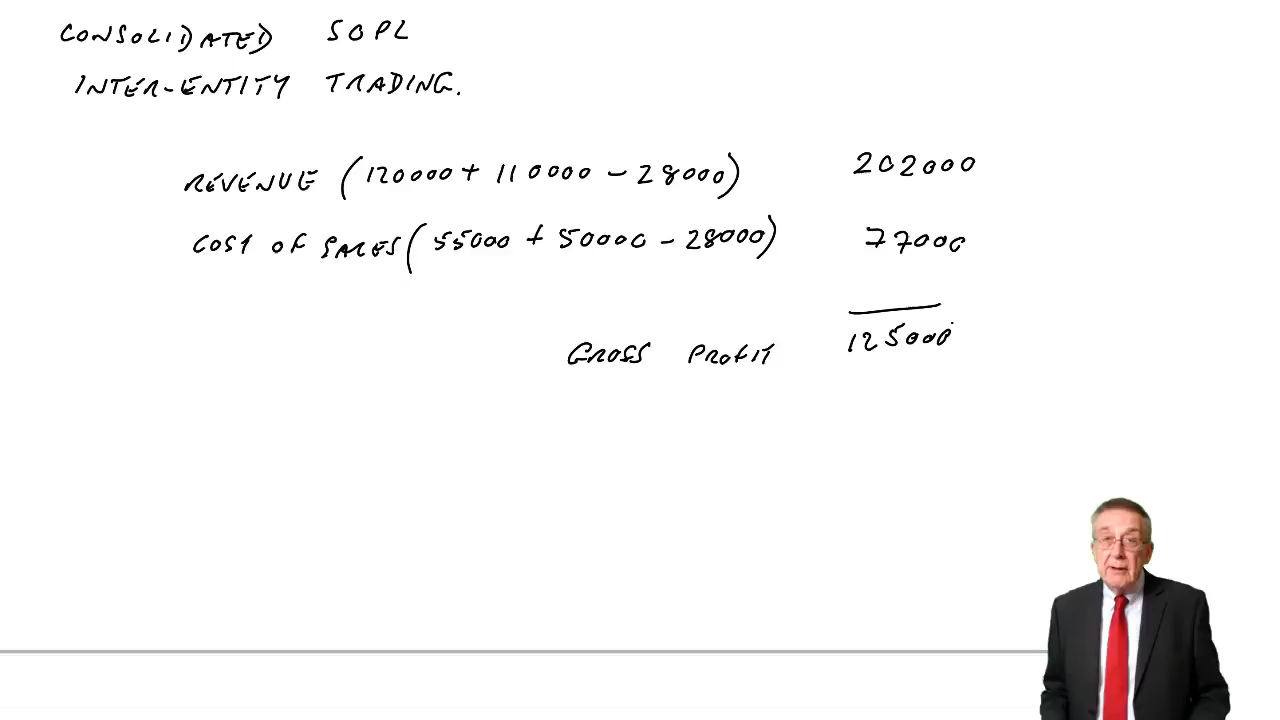 CONSOLIDATED SOPL
INTER-ENTITY TRADING.
REVENUE (120000 + 110000 - 28000) 202000
COST OF SALES (55000 + 50000 - 28000) 77000
GROSS PROFIT 125000